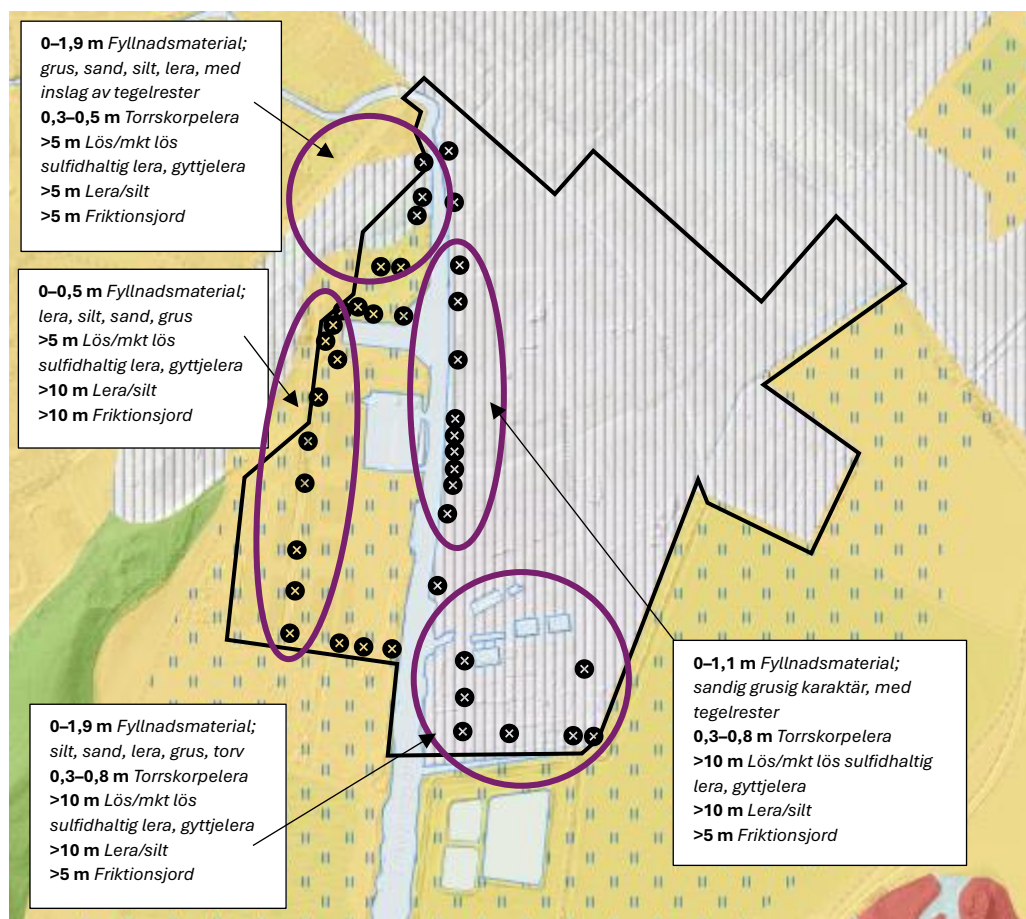 0–1,9 m Fyllnadsmaterial;
grus, sand, silt, lera, med
inslag av tegelrester
0,3–0,5 m Torrskorpelera
>5 m Lös/mkt lös
sulfidhaltig lera, gyttjelera
>5 m Lera/silt
>5 m Friktionsjord
0–0,5 m Fyllnadsmaterial;
lera, silt, sand, grus
>5 m Lös/mkt lös
sulfidhaltig lera, gyttjelera
>10 m Lera/silt
>10 m Friktionsjord
0–1,9 m Fyllnadsmaterial;
silt, sand, lera, grus, torv
0,3–0,8 m Torrskorpelera
>10 m Lös/mkt lös
sulfidhaltig lera, gyttjelera
>10 m Lera/silt
>5 m Friktionsjord
0–1,1 m Fyllnadsmaterial;
sandig grusig karaktär, med
tegelrester
0,3–0,8 m Torrskorpelera
>10 m Lös/mkt lös sulfidhaltig
lera, gyttjelera
>10 m Lera/silt
>5 m Friktionsjord